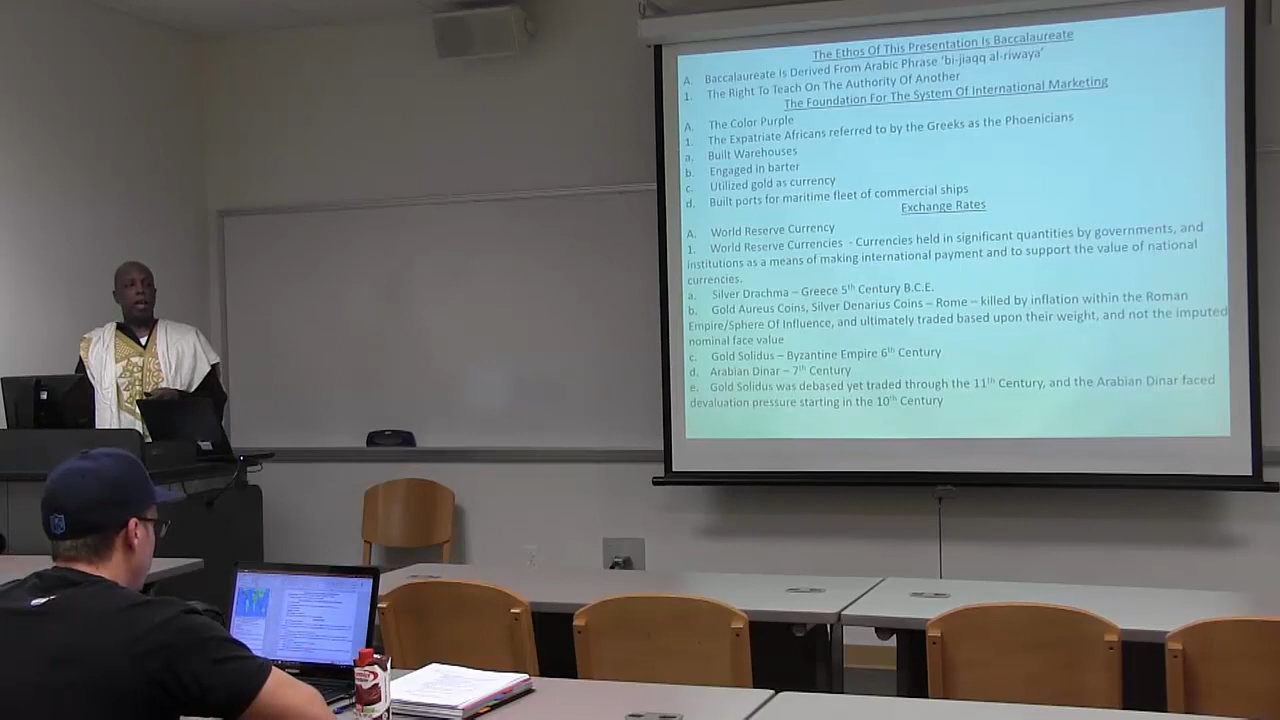 The Ethos Of This Presentation Is Baccalaureate
A. Baccalaureate Is Derived From Arabic Phrase 'bi-jiaqq al-riwaya'
1. The Right To Teach On The Authority Of Another
The Foundation For The System Of International Marketing
A. The Color Purple
1. The Expatriate Africans referred to by the Greeks as the Phoenicians
a. Built Warehouses
b. Engaged in barter
c. Utilized gold as currency
d. Built ports for maritime fleet of commercial ships
Exchange Rates
A. World Reserve Currency
1. World Reserve Currencies - Currencies held in significant quantities by governments, and
institutions as a means of making international payment and to support the value of national
currencies.
a. Silver Drachma – Greece 5th Century B.C.E.
b. Gold Aureus Coins, Silver Denarius Coins – Rome – killed by inflation within the Roman
Empire/Sphere Of Influence, and ultimately traded based upon their weight, and not the imputed
nominal face value
c. Gold Solidus – Byzantine Empire 6th Century
d. Arabian Dinar – 7th Century
e. Gold Solidus was debased yet traded through the 11th Century, and the Arabian Dinar faced
devaluation pressure starting in the 10th Century